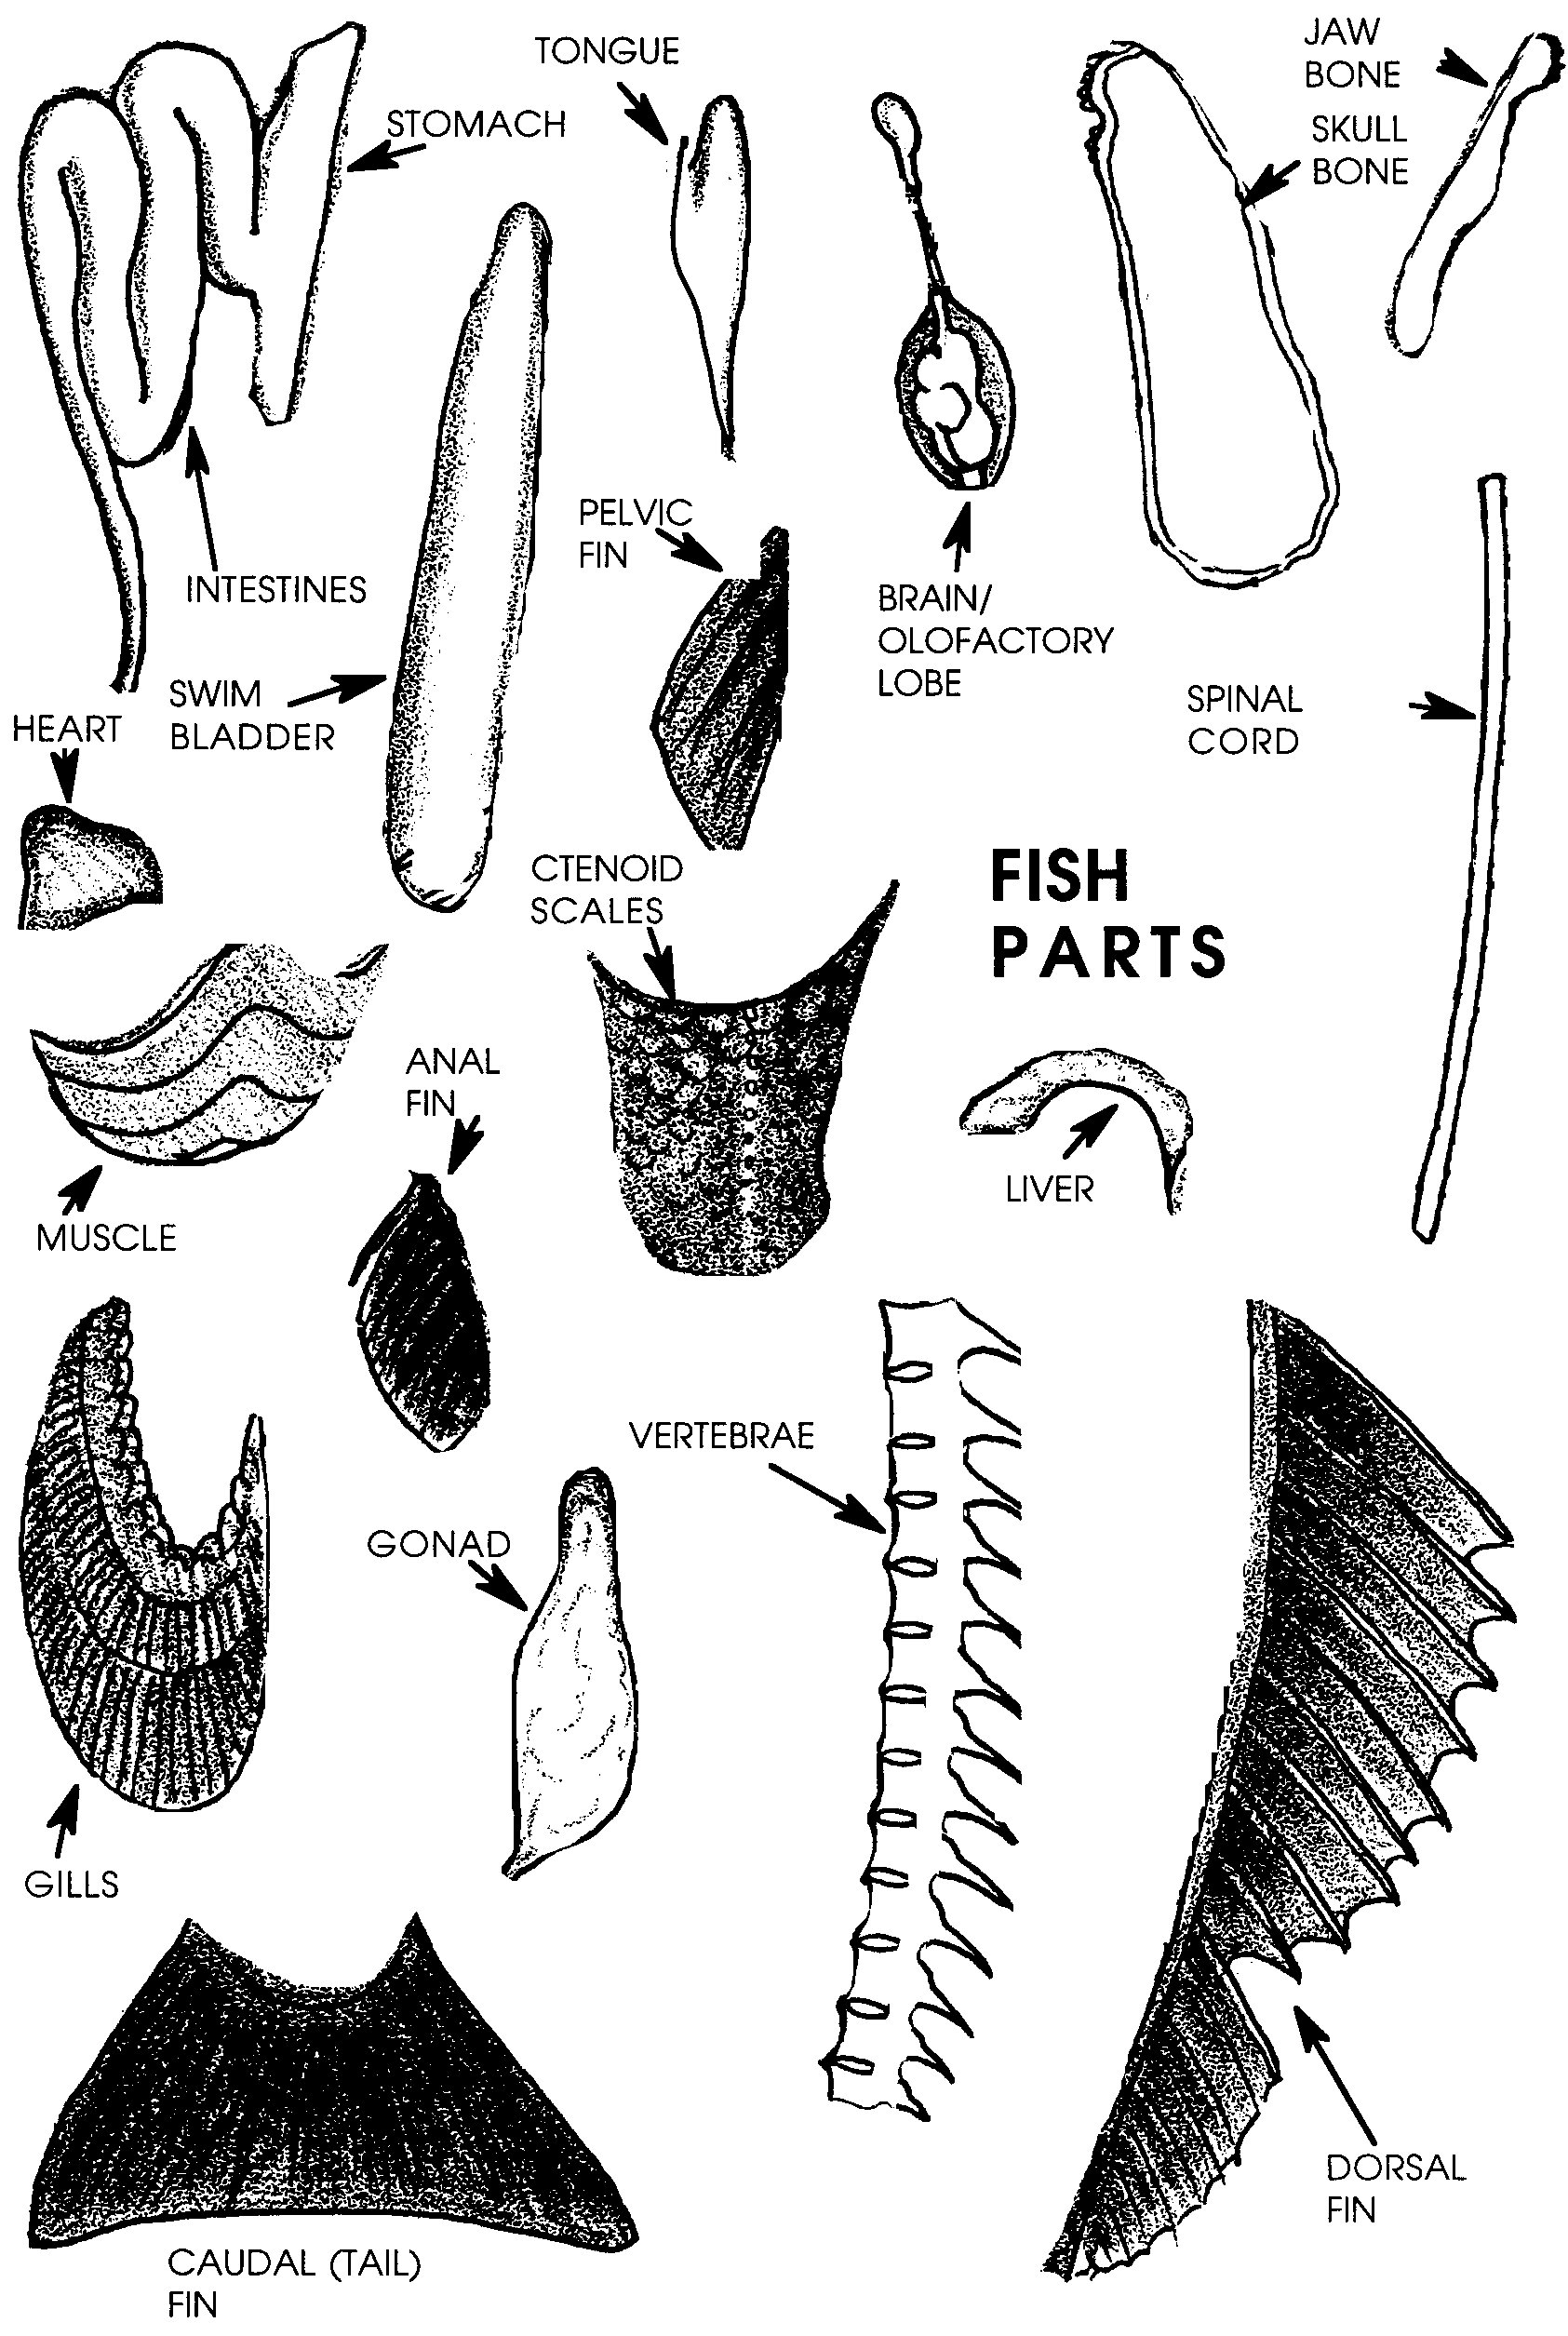 TONGUE
JAW
BONE
STOMACH
SKULL
BONE
PELVIC
FIN
INTESTINES
BRAIN/
OLOFACTORY
LOBE
SWIM
BLADDER
SPINAL
CORD
HEART
CTENOID
SCALES
FISH
PARTS
ANAL
FIN
LIVER
MUSCLE
VERTEBRAE
GONAD
GILLS
DORSAL
FIN
CAUDAL (TAIL)
FIN